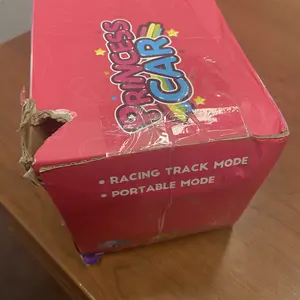 PRINCESS
CAR
• RACING TRACK MODE
• PORTABLE MODE